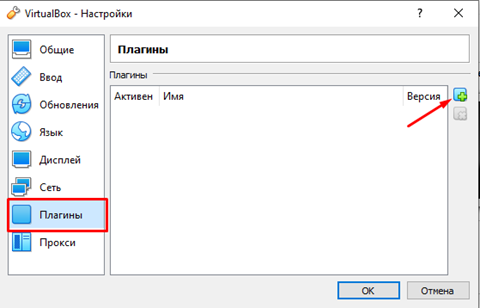 VirtualBox - Настройки
?
Общие
Ввод
Обновления
Язык
Дисплей
Сеть
Плагины
Прокси
Плагины
Плагины
Активен Имя Версия
OK Отмена